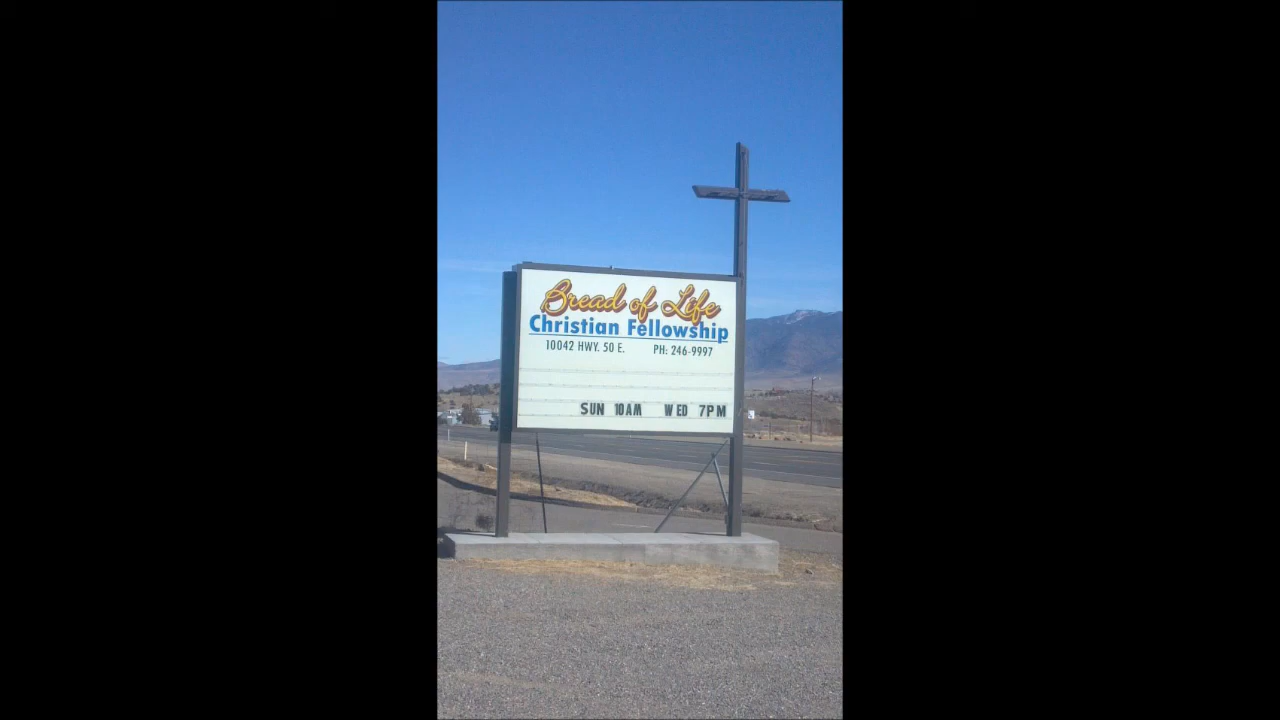 Bread of Life
Christian Fellowship
10042 HWY. 50 E. PH: 246-9997
SUN 10AM WED 7PM